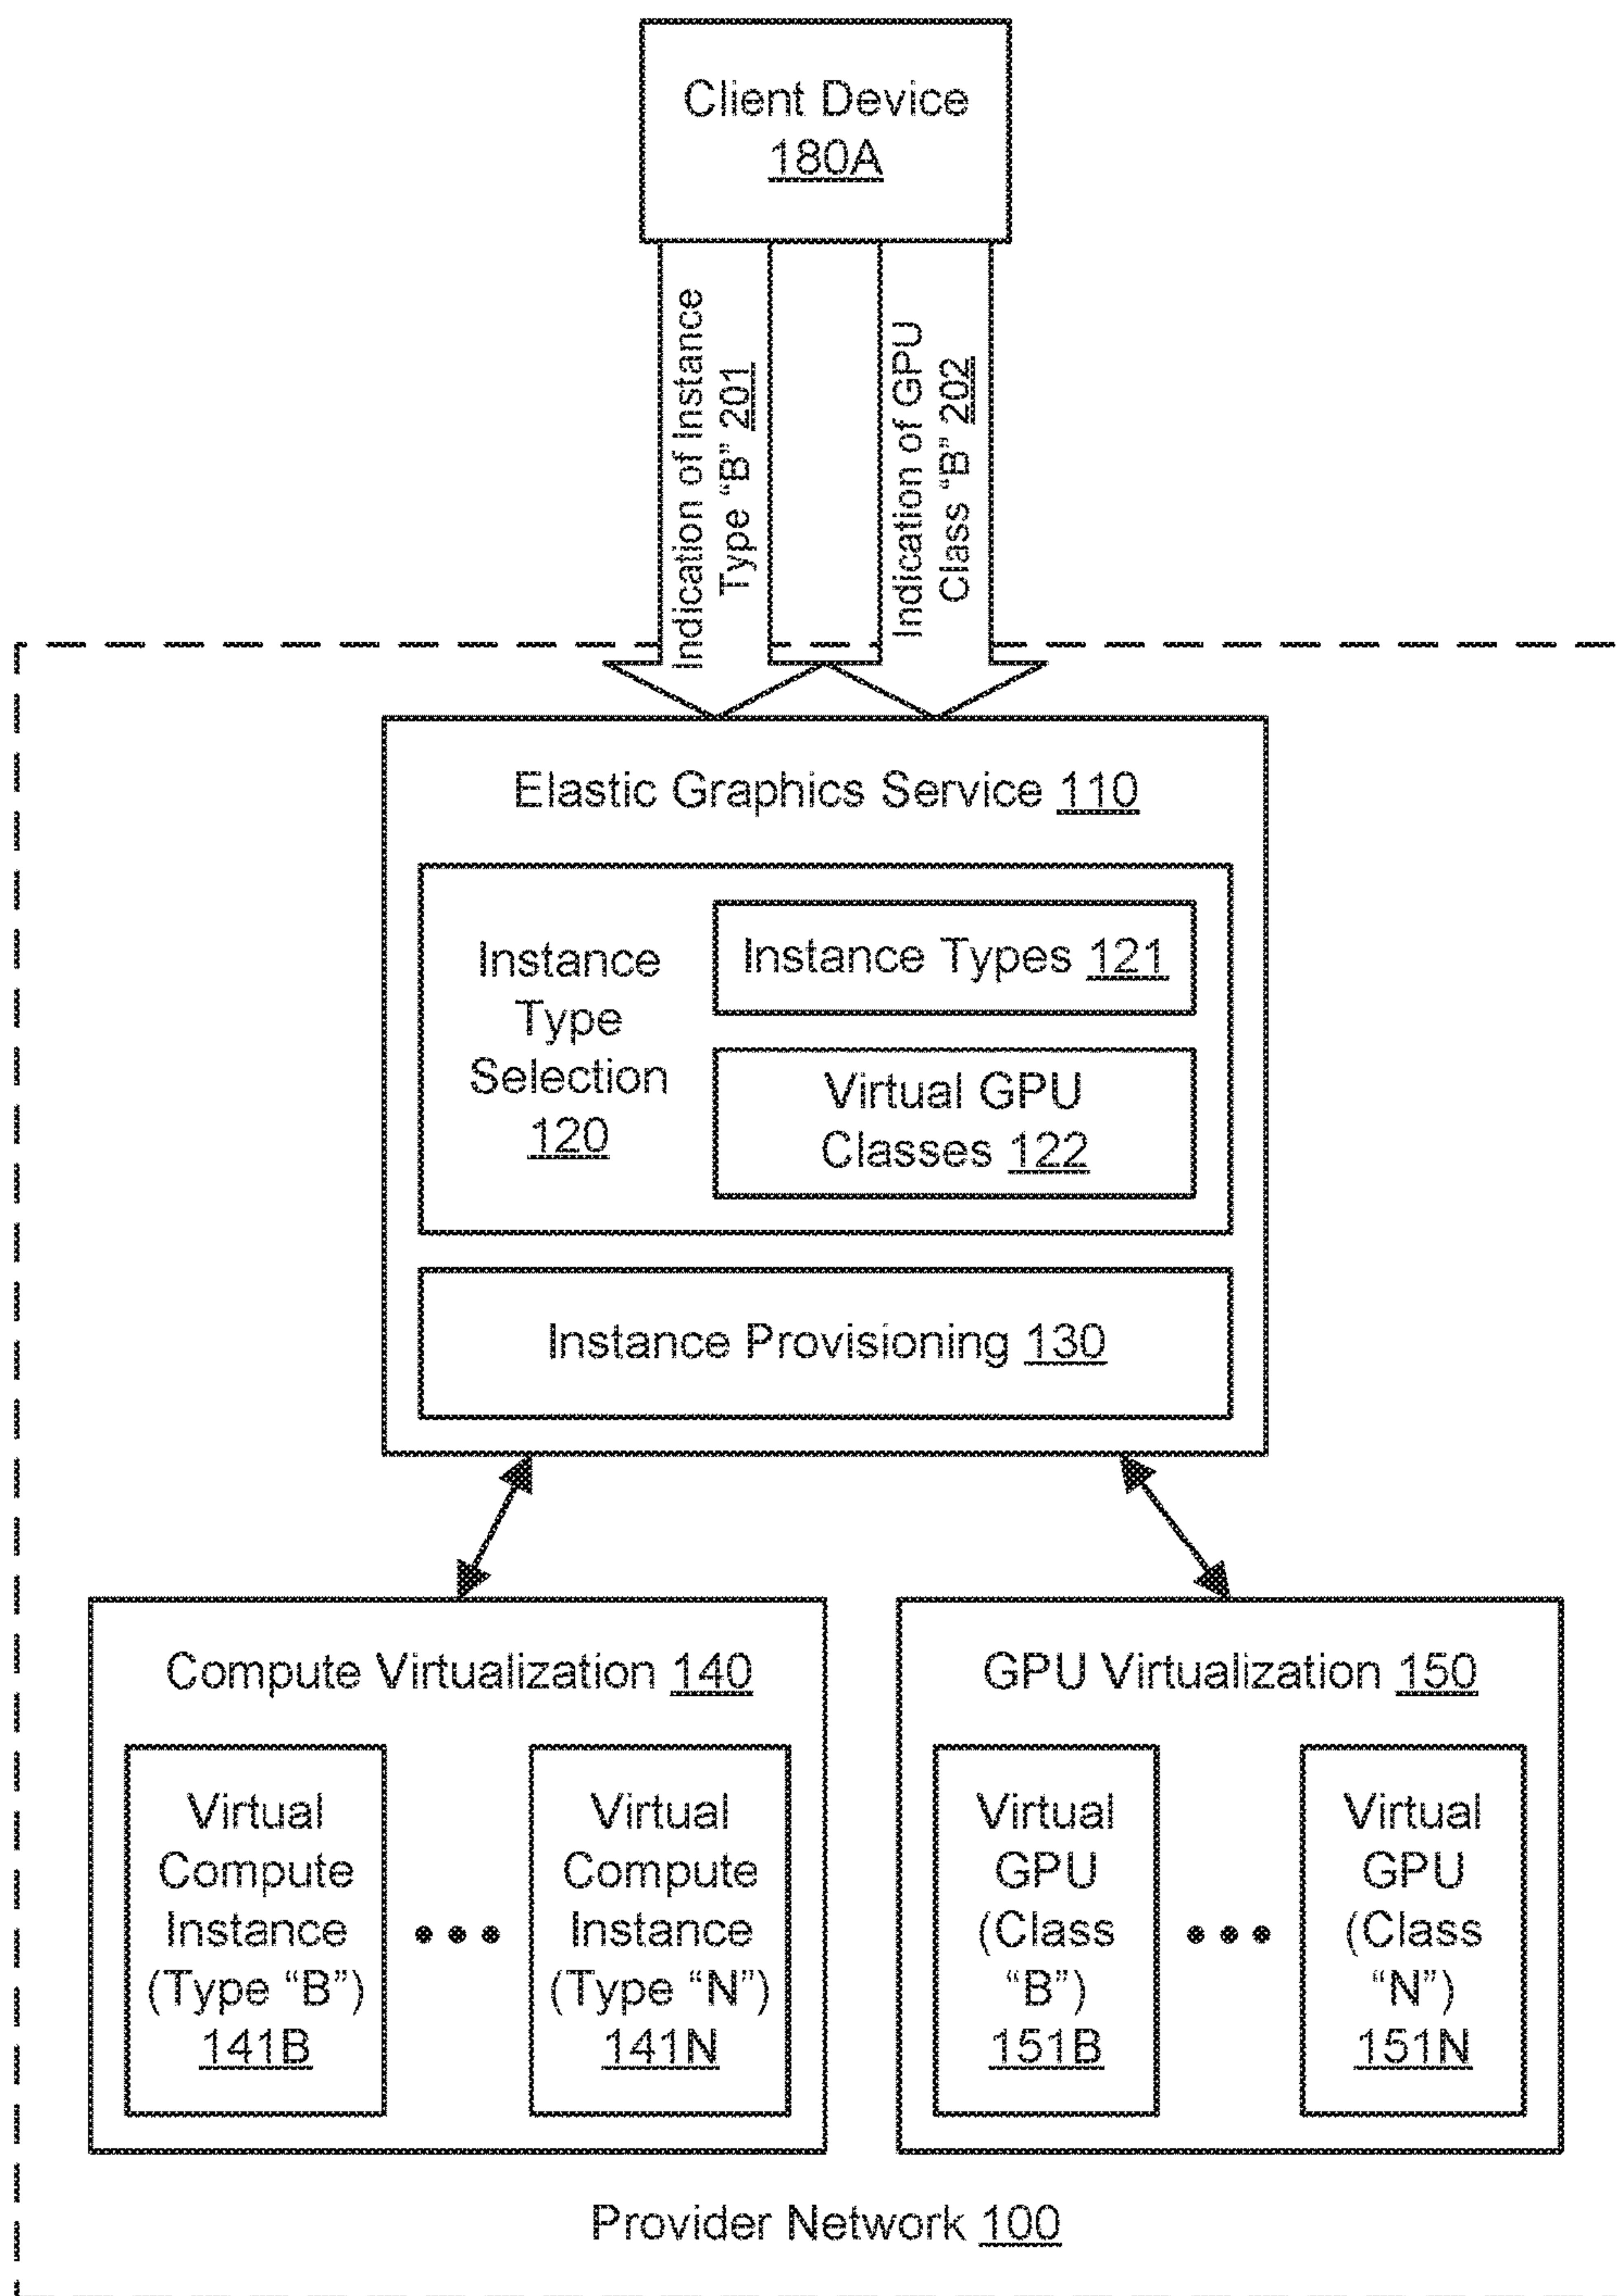 Client Device
180A
Indication of Instance
Type “B” 201
Indication of GPU
Class “B” 202
Elastic Graphics Service 110
Instance
Type
Selection
120
Instance Types 121
Virtual GPU
Classes 122
Instance Provisioning 130
Compute Virtualization 140
Virtual
Compute
Instance
(Type “B”)
141B
Virtual
Compute
Instance
(Type “N”)
141N
GPU Virtualization 150
Virtual
GPU
(Class
“B”)
151B
Virtual
GPU
(Class
“N”)
151N
Provider Network 100